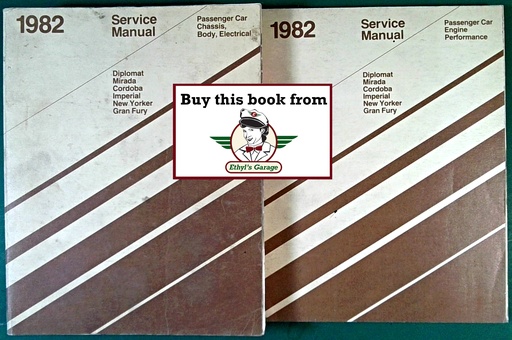 1982
Service
Manual
Passenger Car
Chassis,
Body, Electrical
Diplomat
Mirada
Cordoba
Imperial
New Yorker
Gran Fury
1982
Service
Manual
Passenger Car
Engine
Performance
Diplomat
Mirada
Cordoba
Imperial
New Yorker
Gran Fury
Buy this book from
Ethyl's Garage